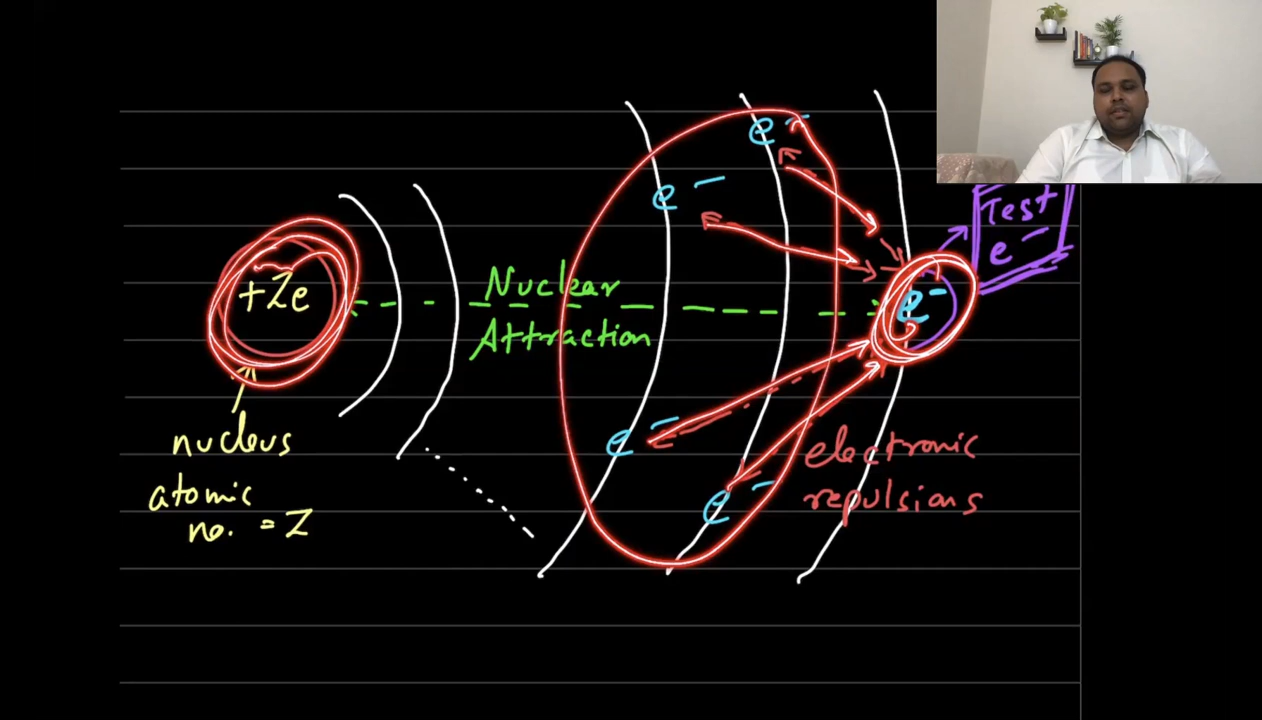 e–
Test
e–
e–
+Ze
Nuclear
Attraction
e–
nucleus
e–
electronic
atomic
no. = Z
e–
repulsions